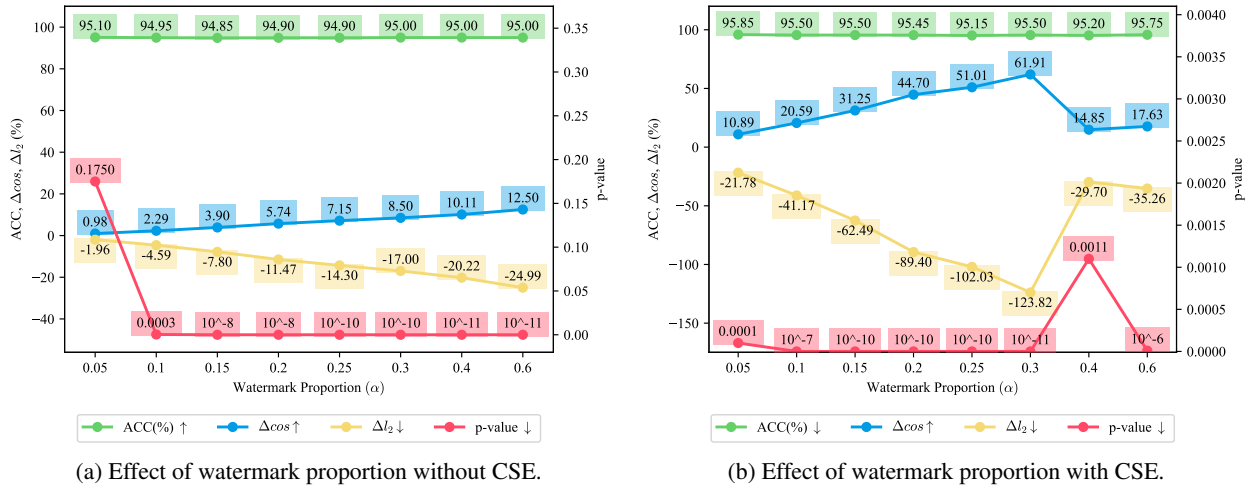 95.10 94.95 94.85 94.90 95.00 95.00 94.90 95.00
100
80
60
40
20
0
−20
−40
ACC, Δcos, Δl₂ (%)
0.1750
0.98 2.29 3.90 5.74 7.15 8.50 10.11 12.50
-1.96 -4.59 -7.80 -11.47 -14.30 -17.00 -20.22 -24.99
0.0003 10^-8 10^-8 10^-10 10^-10 10^-11 10^-11
0.35
0.30
0.25
0.20
0.15
0.10
0.05
0.00
p-value
0.05 0.1 0.15 0.2 0.25 0.3 0.4 0.6
Watermark Proportion (α)
ACC(%) ↑ Δcos ↑ Δl₂ ↓ p-value ↓
(a) Effect of watermark proportion without CSE.
95.85 95.50 95.50 95.45 95.15 95.50 95.20 95.75
100
50
0
−50
−100
−150
ACC, Δcos, Δl₂ (%)
10.89 20.59 31.25 44.70 51.01 61.91 14.85 17.63
-21.78 -41.17 -62.49 -89.40 -102.03 -123.82 -29.70 -35.26
0.0001 10^-7 10^-10 10^-10 10^-10 10^-11 0.0011 10^-6
0.0040
0.0035
0.0030
0.0025
0.0020
0.0015
0.0010
0.0005
0.0000
p-value
0.05 0.1 0.15 0.2 0.25 0.3 0.4 0.6
Watermark Proportion (α)
ACC(%) ↓ Δcos ↑ Δl₂ ↓ p-value ↓
(b) Effect of watermark proportion with CSE.